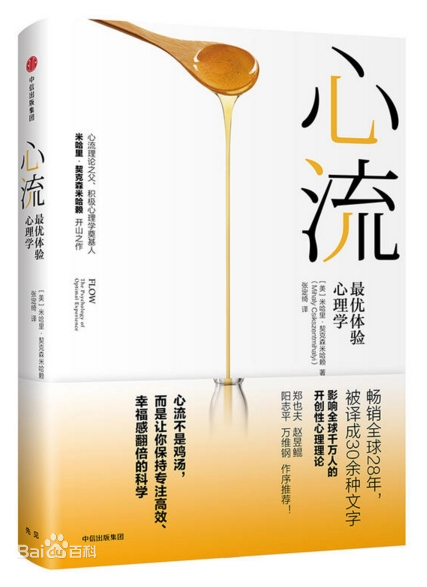 中信出版集团
心流
最优体验
心理学
[美] 米哈里·契克森米哈赖 著
张定绮 译
先见
心流
最优体验
心理学
[美] 米哈里·契克森米哈赖 著
(Mihaly Csikszentmihalyi)
张定绮 译
心流理论之父、积极心理学奠基人
米哈里·契克森米哈赖 开山之作
FLOW
The Psychology of
Optimal Experience
畅销全球28年,
被译成30余种文字
影响全球千万人的
开创性心理理论
郑也夫 赵昱鲲
阳志平 万维钢 作序推荐!
心流不是鸡汤,
而是让你保持专注高效、
幸福感翻倍的科学
中信出版集团
Bai百科